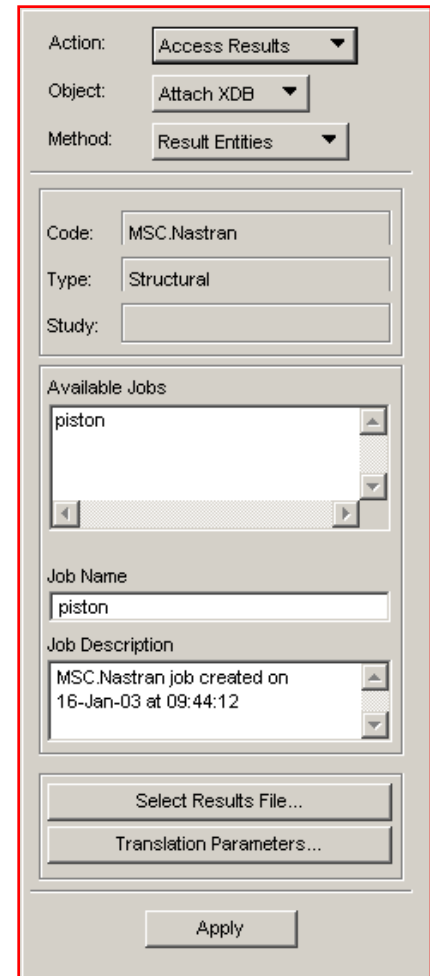 Action: Access Results
Object: Attach XDB
Method: Result Entities
Code: MSC.Nastran
Type: Structural
Study:
Available Jobs
piston
Job Name
piston
Job Description
MSC.Nastran job created on
16-Jan-03 at 09:44:12
Select Results File...
Translation Parameters...
Apply